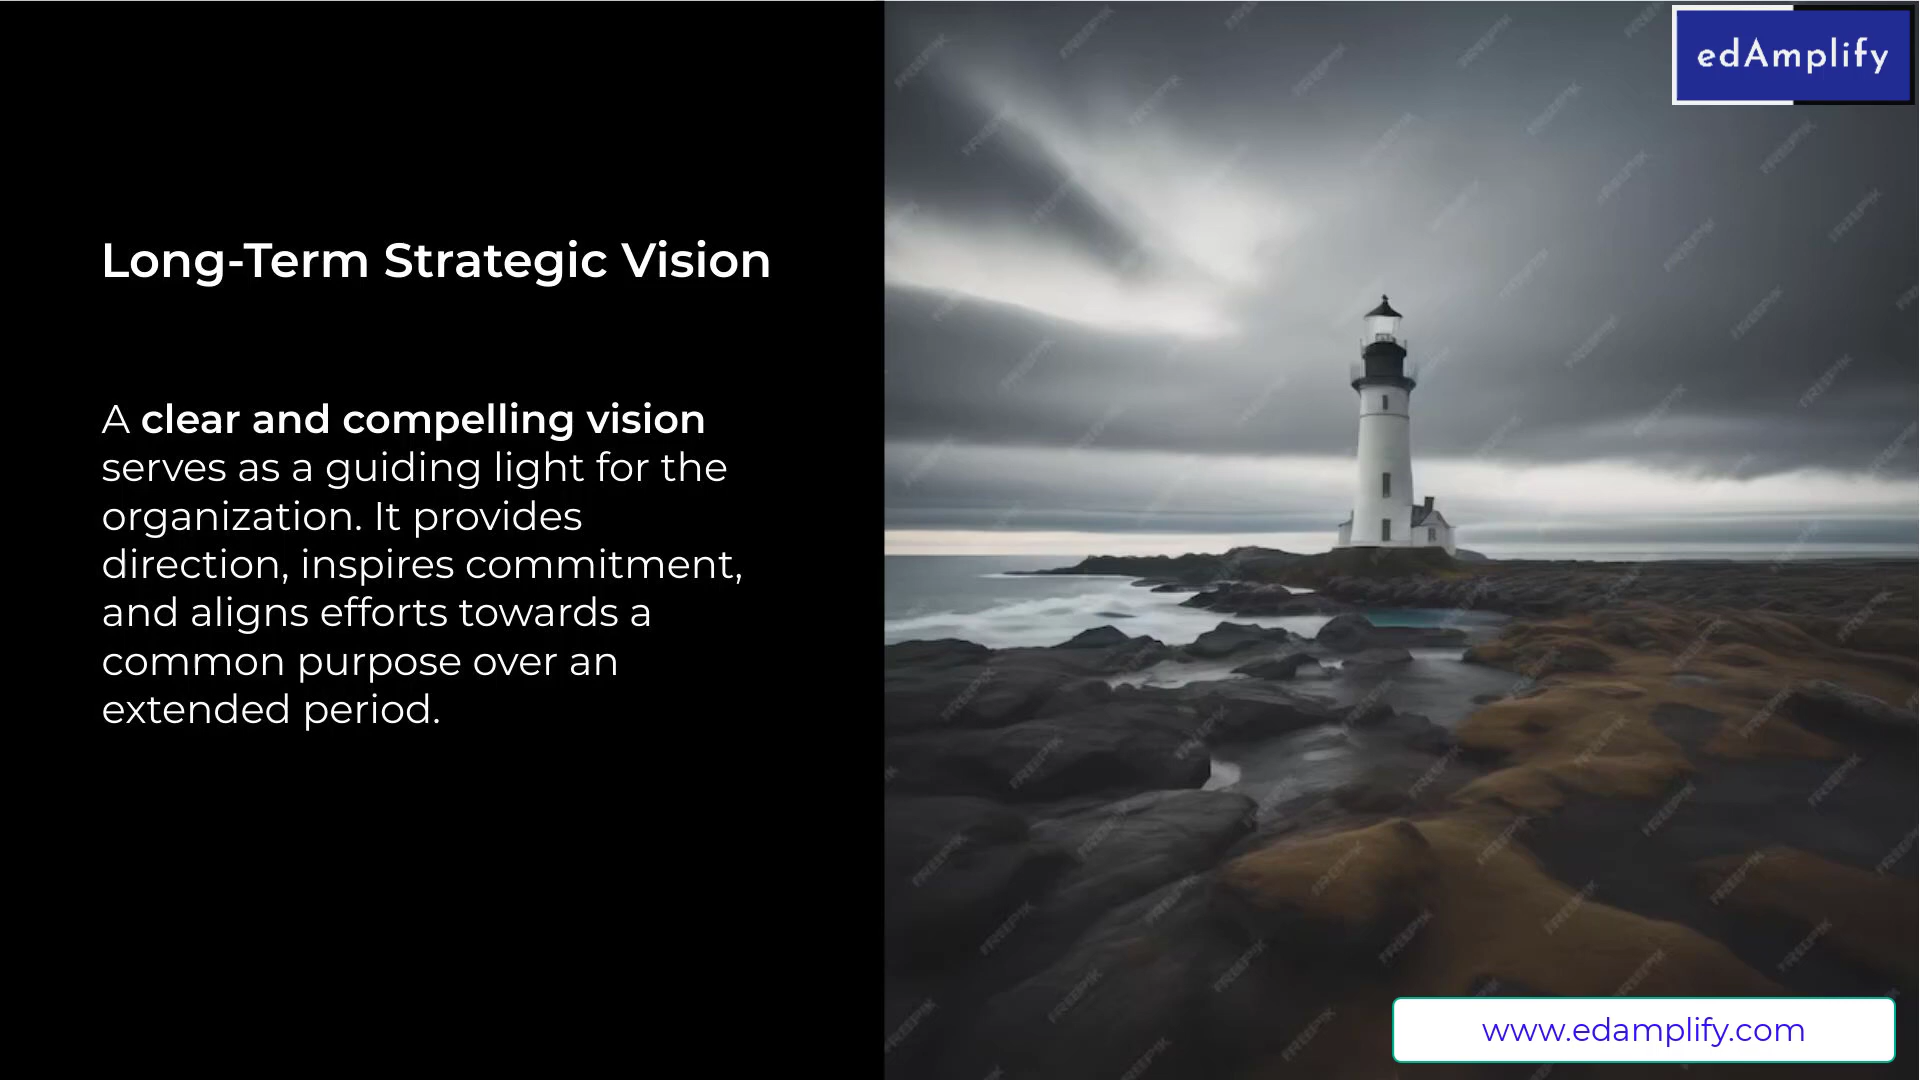 edAmplify
Long-Term Strategic Vision
A clear and compelling vision
serves as a guiding light for the
organization. It provides
direction, inspires commitment,
and aligns efforts towards a
common purpose over an
extended period.
FREEPIK
www.edamplify.com